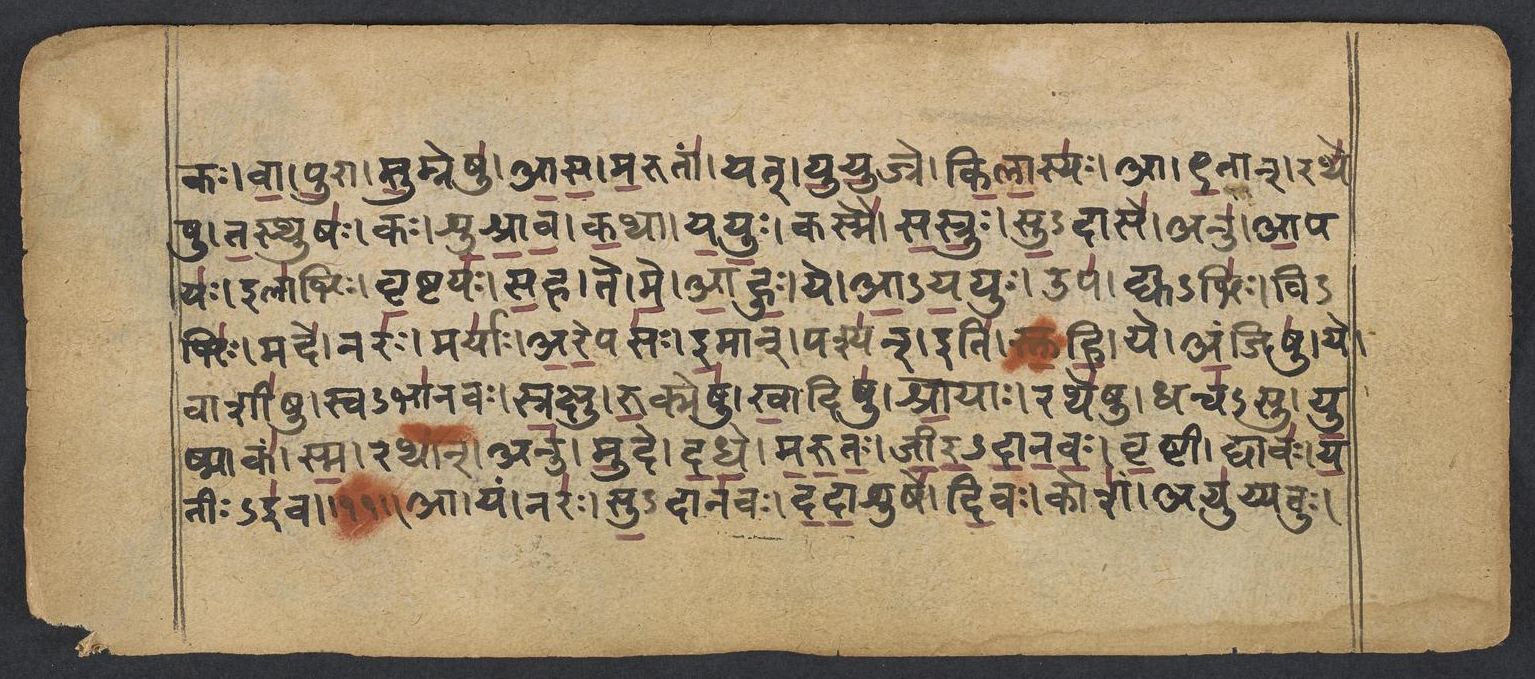 कः।वा।पुरा।सुम्नेषु।आस।मरुतां।यत्।युयुज्रे।किलास्यः।आ।एतान्।रथे
षु।तस्थुषः।कः।शुश्राव।कथा।ययुः।कस्मै।सस्रुः।सुऽदासे।अनु।आप
यः।इलाभिः।वृष्टयः।सह।ते।मे।आहुः।ये।आऽययुः।उप।द्युऽभिः।विऽ
भिः।मदे।नरः।मर्याः।अरेपसः।इमान्।पश्यन्।इति।स्तुहि।ये।अंजिषु।ये।
वाशीषु।स्वऽभानवः।स्रक्षु।रुक्मेषु।खादिषु।श्रायाः।रथेषु।धन्वऽसु।यु
ष्माकं।स्म।रथान्।अनु।मुदे।दधे।मरुतः।जीरऽदानवः।वृष्टी।द्यावः।य
तीःऽइव॥११॥आ।यं।नरः।सुऽदानवः।ददाशुषे।दिवः।कोशं।अचुच्यवुः।